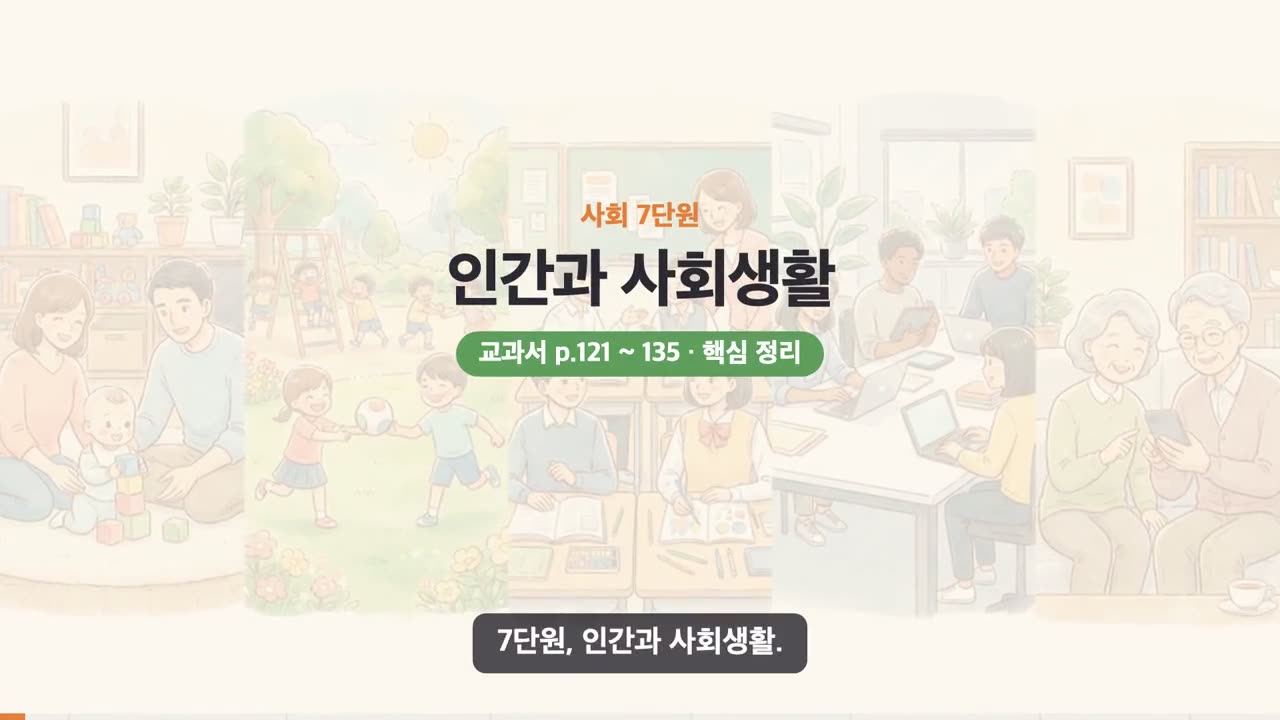 사회 7단원
인간과 사회생활
교과서 p.121 ~ 135 · 핵심 정리
7단원, 인간과 사회생활.